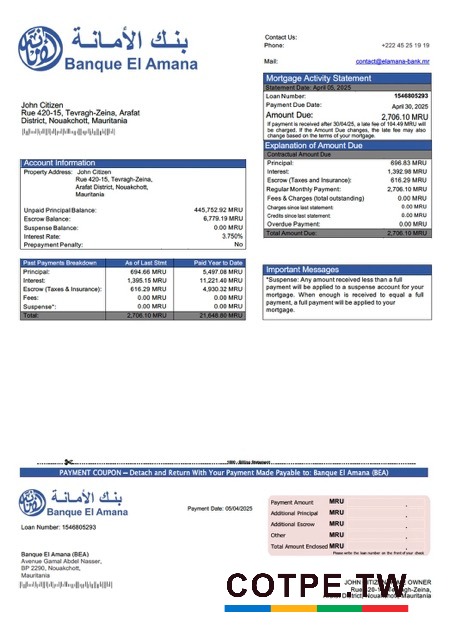 بنك الأمانة
Banque El Amana
Contact Us:
Phone: +222 45 25 19 19
Mail: contact@elamana-bank.mr
Mortgage Activity Statement
Statement Date: April 05, 2025
Loan Number: 1546805293
Payment Due Date: April 30, 2025
Amount Due: 2,706.10 MRU
If payment is received after 30/04/25, a late fee of 104.49 MRU will
be charged. If the Amount Due changes, the late fee may also
change based on the terms of your mortgage.
John Citizen
Rue 420-15, Tevragh-Zeina, Arafat
District, Nouakchott, Mauritania
Explanation of Amount Due
Contractual Amount Due
Principal: 696.83 MRU
Interest: 1,392.98 MRU
Escrow (Taxes and Insurance): 616.29 MRU
Regular Monthly Payment: 2,706.10 MRU
Fees & Charges (total outstanding) 0.00 MRU
Charges since last statement: 0.00 MRU
Credits since last statement: 0.00 MRU
Overdue Payment: 0.00 MRU
Total Amount Due: 2,706.10 MRU
Account Information
Property Address: John Citizen
Rue 420-15, Tevragh-Zeina,
Arafat District, Nouakchott,
Mauritania
Unpaid Principal Balance: 445,752.92 MRU
Escrow Balance: 6,779.19 MRU
Suspense Balance: 0.00 MRU
Interest Rate: 3.750%
Prepayment Penalty: No
Past Payments Breakdown As of Last Stmt Paid Year to Date
Principal: 694.66 MRU 5,497.08 MRU
Interest: 1,395.15 MRU 11,221.40 MRU
Escrow (Taxes & Insurance): 616.29 MRU 4,930.32 MRU
Fees: 0.00 MRU 0.00 MRU
Suspense*: 0.00 MRU 0.00 MRU
Total: 2,706.10 MRU 21,648.80 MRU
Important Messages
*Suspense: Any amount received less than a full
payment will be applied to a suspense account for your
mortgage. When enough is received to equal a full
payment, a full payment will be applied to your
mortgage.
Billing Statement
PAYMENT COUPON – Detach and Return With Your Payment Made Payable to: Banque El Amana (BEA)
بنك الأمانة
Banque El Amana
Payment Date: 05/04/2025
Loan Number: 1546805293
Payment Amount MRU
Additional Principal MRU
Additional Escrow MRU
Other MRU
Total Amount Enclosed MRU
Please write the loan number on the front of your check.
Banque El Amana (BEA)
Avenue Gamal Abdel Nasser,
BP 2290, Nouakchott,
Mauritania
COTPE.TW
OWNER